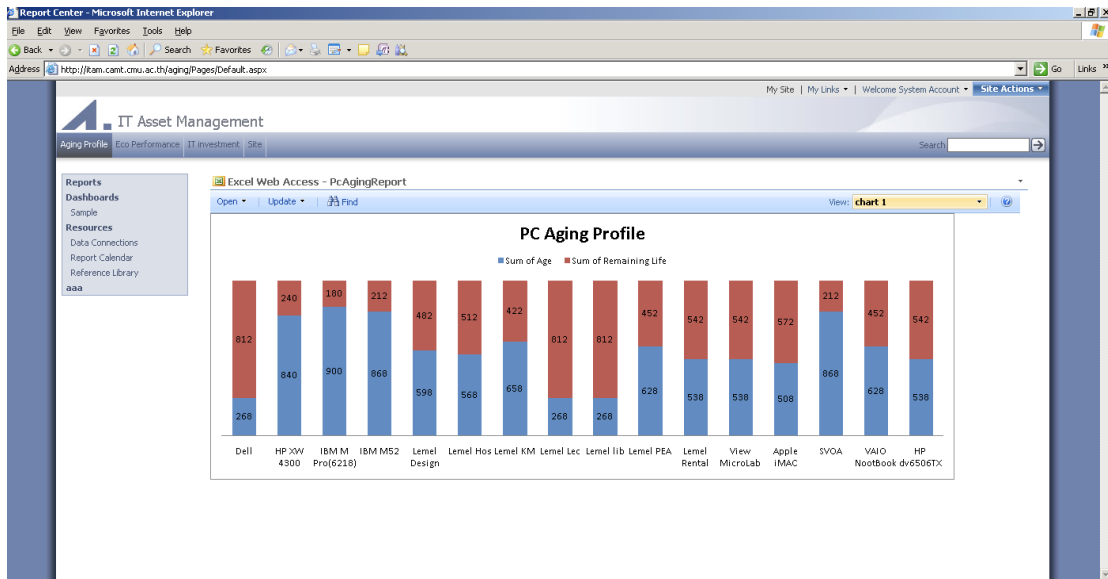 Report Center - Microsoft Internet Explorer
File Edit View Favorites Tools Help
Back Search Favorites
Address http://itam.camt.cmu.ac.th/aging/Pages/Default.aspx Go Links
My Site | My Links | Welcome System Account Site Actions
IT Asset Management
Aging Profile Eco Performance IT investment Site Search
Reports
Dashboards
Sample
Resources
Data Connections
Report Calendar
Reference Library
aaa
Excel Web Access - PcAgingReport
Open | Update | Find View: chart 1
PC Aging Profile
Sum of Age Sum of Remaining Life
812 240 180 212 482 512 422 812 812 452 542 542 572 212 452 542
268 840 900 868 598 568 658 268 268 628 538 538 508 868 628 538
Dell HP XW IBM M IBM M52 Lemel Lemel Hos Lemel KM Lemel Lec Lemel lib Lemel PEA Lemel View Apple SVOA VAIO HP
4300 Pro(6218) Design Rental MicroLab iMAC NootBook dv6506TX